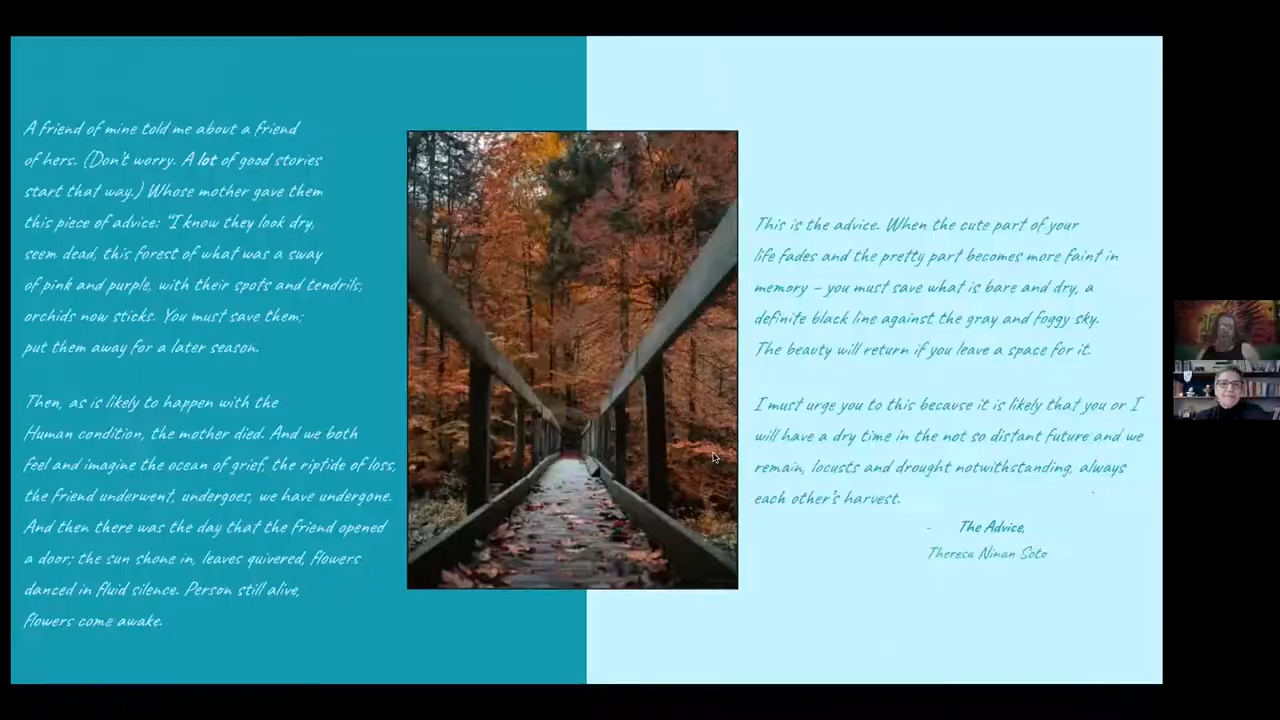 A friend of mine told me about a friend
of hers. (Don't worry. A lot of good stories
start that way.) Whose mother gave them
this piece of advice: "I know they look dry,
seem dead, this forest of what was a sway
of pink and purple, with their spots and tendrils,
orchids now sticks. You must save them;
put them away for a later season.
Then, as is likely to happen with the
Human condition, the mother died. And we both
feel and imagine the ocean of grief, the riptide of loss,
the friend underwent, undergoes, we have undergone.
And then there was the day that the friend opened
a door; the sun shone in, leaves quivered, flowers
danced in fluid silence. Person still alive,
flowers come awake.
This is the advice. When the cute part of your
life fades and the pretty part becomes more faint in
memory – you must save what is bare and dry, a
definite black line against the gray and foggy sky.
The beauty will return if you leave a space for it.
I must urge you to this because it is likely that you or I
will have a dry time in the not so distant future and we
remain, locusts and drought notwithstanding, always
each other's harvest.
- The Advice,
Theresa Ninan Soto